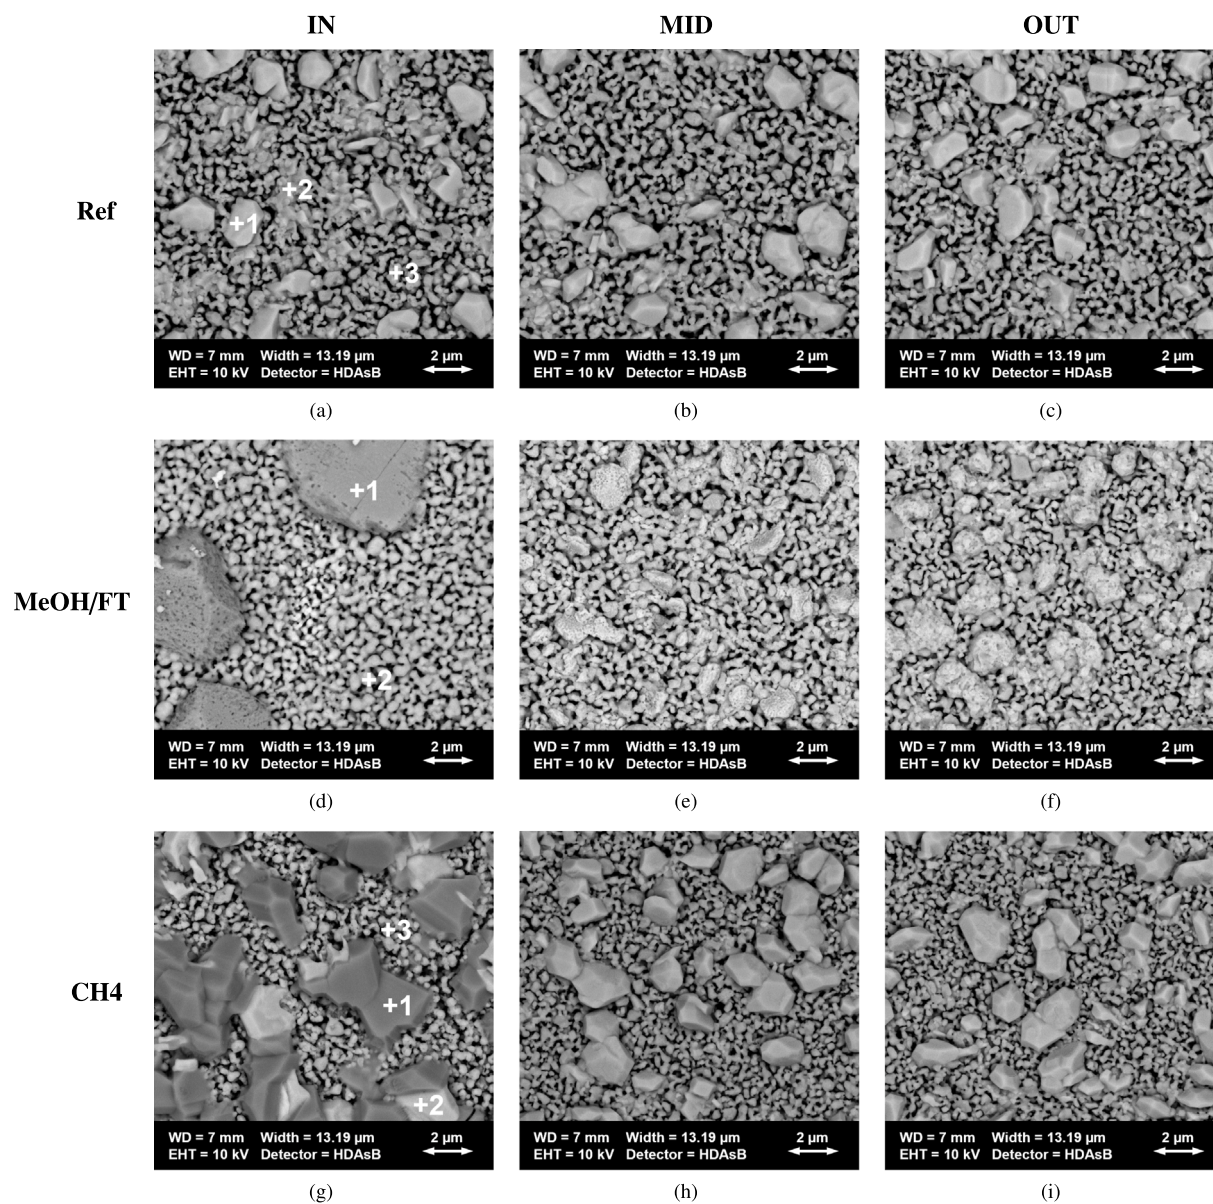 IN MID OUT
Ref
+1
+2
+3
WD = 7 mm Width = 13.19 µm 2 µm
EHT = 10 kV Detector = HDAsB
WD = 7 mm Width = 13.19 µm 2 µm
EHT = 10 kV Detector = HDAsB
WD = 7 mm Width = 13.19 µm 2 µm
EHT = 10 kV Detector = HDAsB
(a) (b) (c)
MeOH/FT
+1
+2
WD = 7 mm Width = 13.19 µm 2 µm
EHT = 10 kV Detector = HDAsB
WD = 7 mm Width = 13.19 µm 2 µm
EHT = 10 kV Detector = HDAsB
WD = 7 mm Width = 13.19 µm 2 µm
EHT = 10 kV Detector = HDAsB
(d) (e) (f)
CH4
+3
+1
+2
WD = 7 mm Width = 13.19 µm 2 µm
EHT = 10 kV Detector = HDAsB
WD = 7 mm Width = 13.19 µm 2 µm
EHT = 10 kV Detector = HDAsB
WD = 7 mm Width = 13.19 µm 2 µm
EHT = 10 kV Detector = HDAsB
(g) (h) (i)